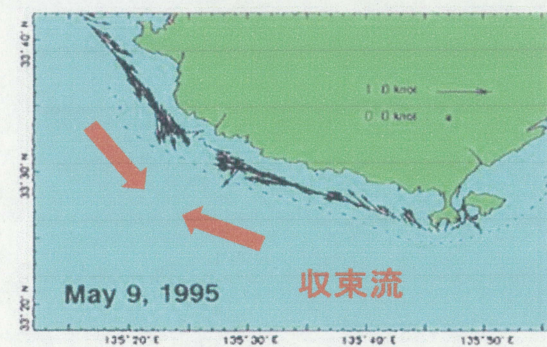 33°40' N
1.0 knot
0.0 knot
33°30' N
収束流
May 9, 1995
33°20' N
135°20' E
135°30' E
135°40' E
135°50' E